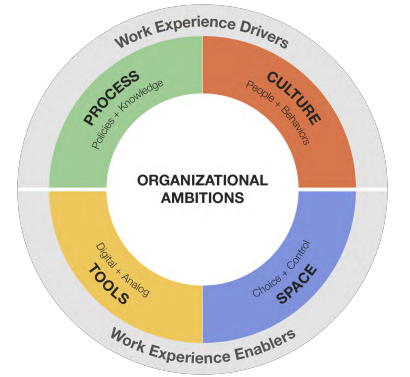 Work Experience Drivers
PROCESS
Policies + Knowledge
CULTURE
People + Behaviors
ORGANIZATIONAL
AMBITIONS
Digital + Analog
TOOLS
Choice + Control
SPACE
Work Experience Enablers